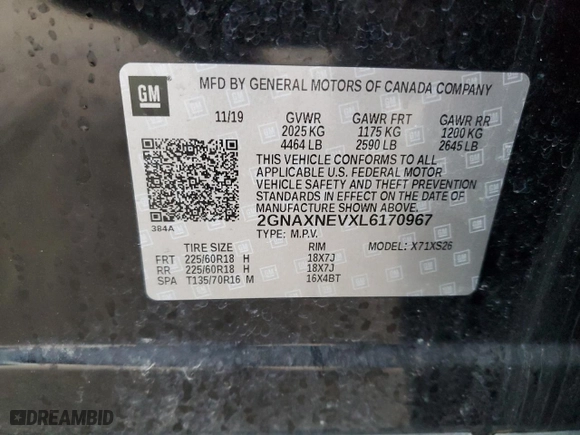 GM
MFD BY GENERAL MOTORS OF CANADA COMPANY
11/19 GVWR GAWR FRT GAWR RR
2025 KG 1175 KG 1200 KG
4464 LB 2590 LB 2645 LB
THIS VEHICLE CONFORMS TO ALL
APPLICABLE U.S. FEDERAL MOTOR
VEHICLE SAFETY AND THEFT PREVENTION
STANDARDS IN EFFECT ON THE DATE OF
MANUFACTURE SHOWN ABOVE.
2GNAXNEVXL6170967
384A TYPE: M.P.V. MODEL: X71XS26
TIRE SIZE RIM
FRT 225/60R18 H 18X7J
RR 225/60R18 H 18X7J
SPA T135/70R16 M 16X4BT
DREAMBID